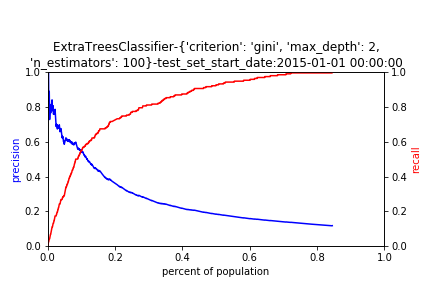 ExtraTreesClassifier-{'criterion': 'gini', 'max_depth': 2,
'n_estimators': 100}-test_set_start_date:2015-01-01 00:00:00
1.0
0.8
0.6
0.4
0.2
0.0
precision
1.0
0.8
0.6
0.4
0.2
0.0
recall
0.0 0.2 0.4 0.6 0.8 1.0
percent of population